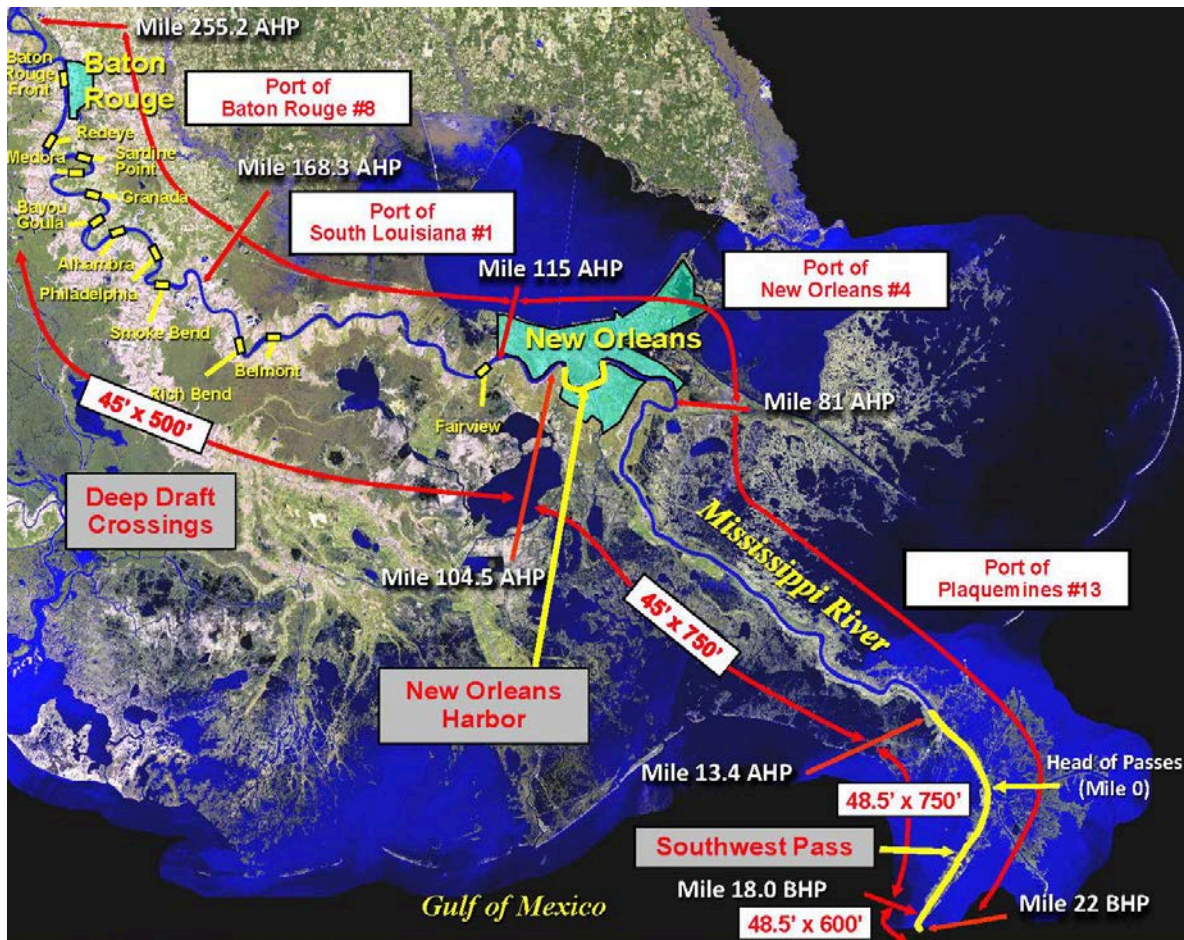 Mile 255.2 AHP
Baton
Rouge
Front
Baton
Rouge
Port of
Baton Rouge #8
Redeye
Medora
Sardine
Point
Mile 168.3 AHP
Granada
Port of
South Louisiana #1
Bayou
Goula
Alhambra
Mile 115 AHP
Port of
New Orleans #4
Philadelphia
Smoke Bend
New Orleans
Belmont
Rich Bend
Mile 81 AHP
45' x 500'
Fairview
Deep Draft
Crossings
Mississippi River
Mile 104.5 AHP
Port of
Plaquemines #13
45' x 750'
New Orleans
Harbor
Mile 13.4 AHP
Head of Passes
(Mile 0)
48.5' x 750'
Southwest Pass
Mile 18.0 BHP
Gulf of Mexico
Mile 22 BHP
48.5' x 600'